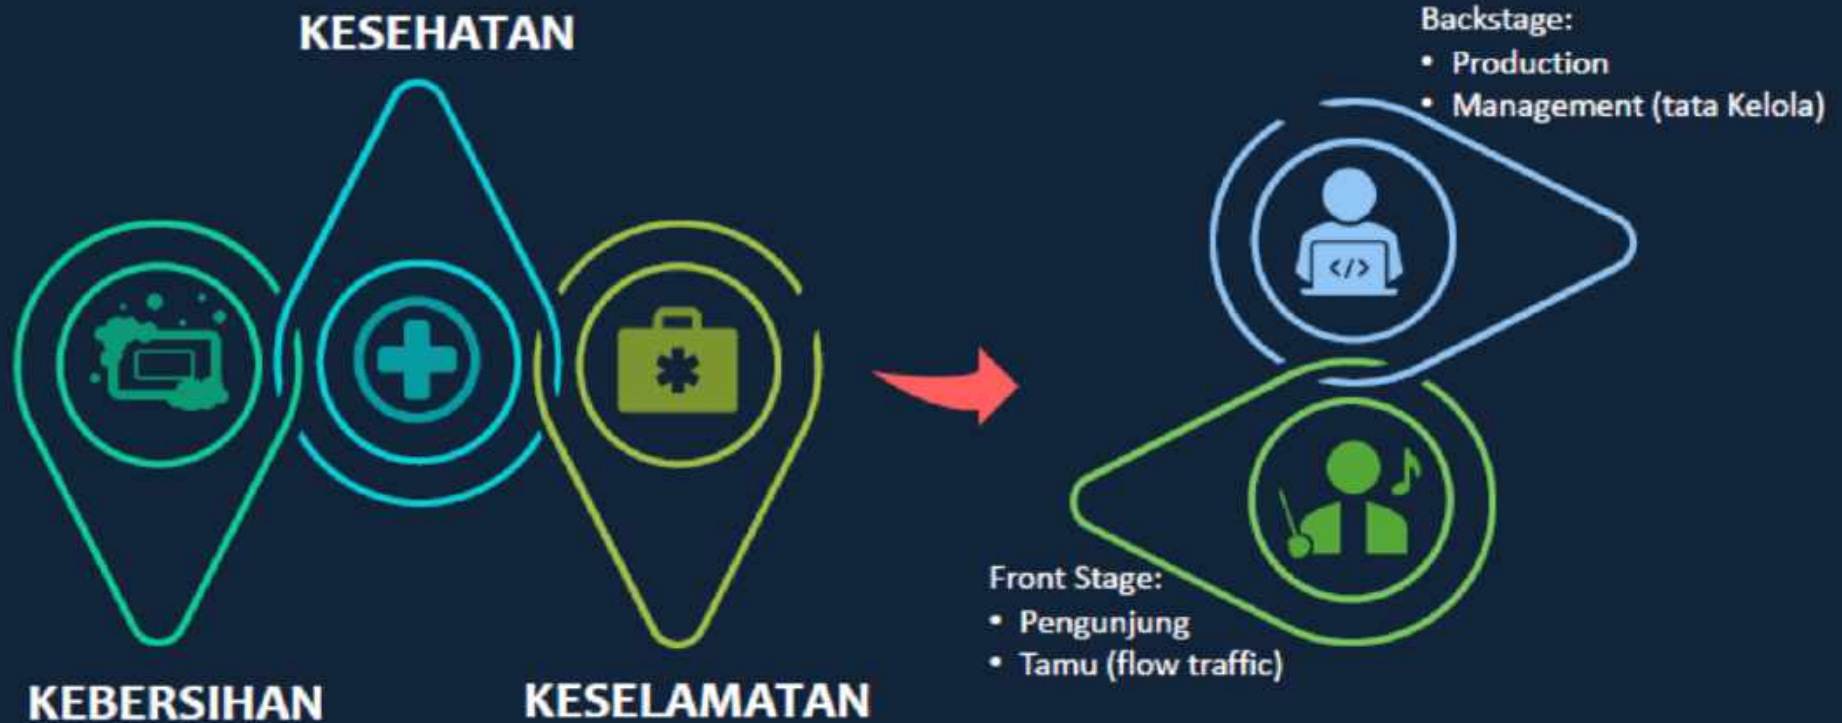 KESEHATAN
KEBERSIHAN
KESELAMATAN
Backstage:
• Production
• Management (tata Kelola)
</>
Front Stage:
• Pengunjung
• Tamu (flow traffic)